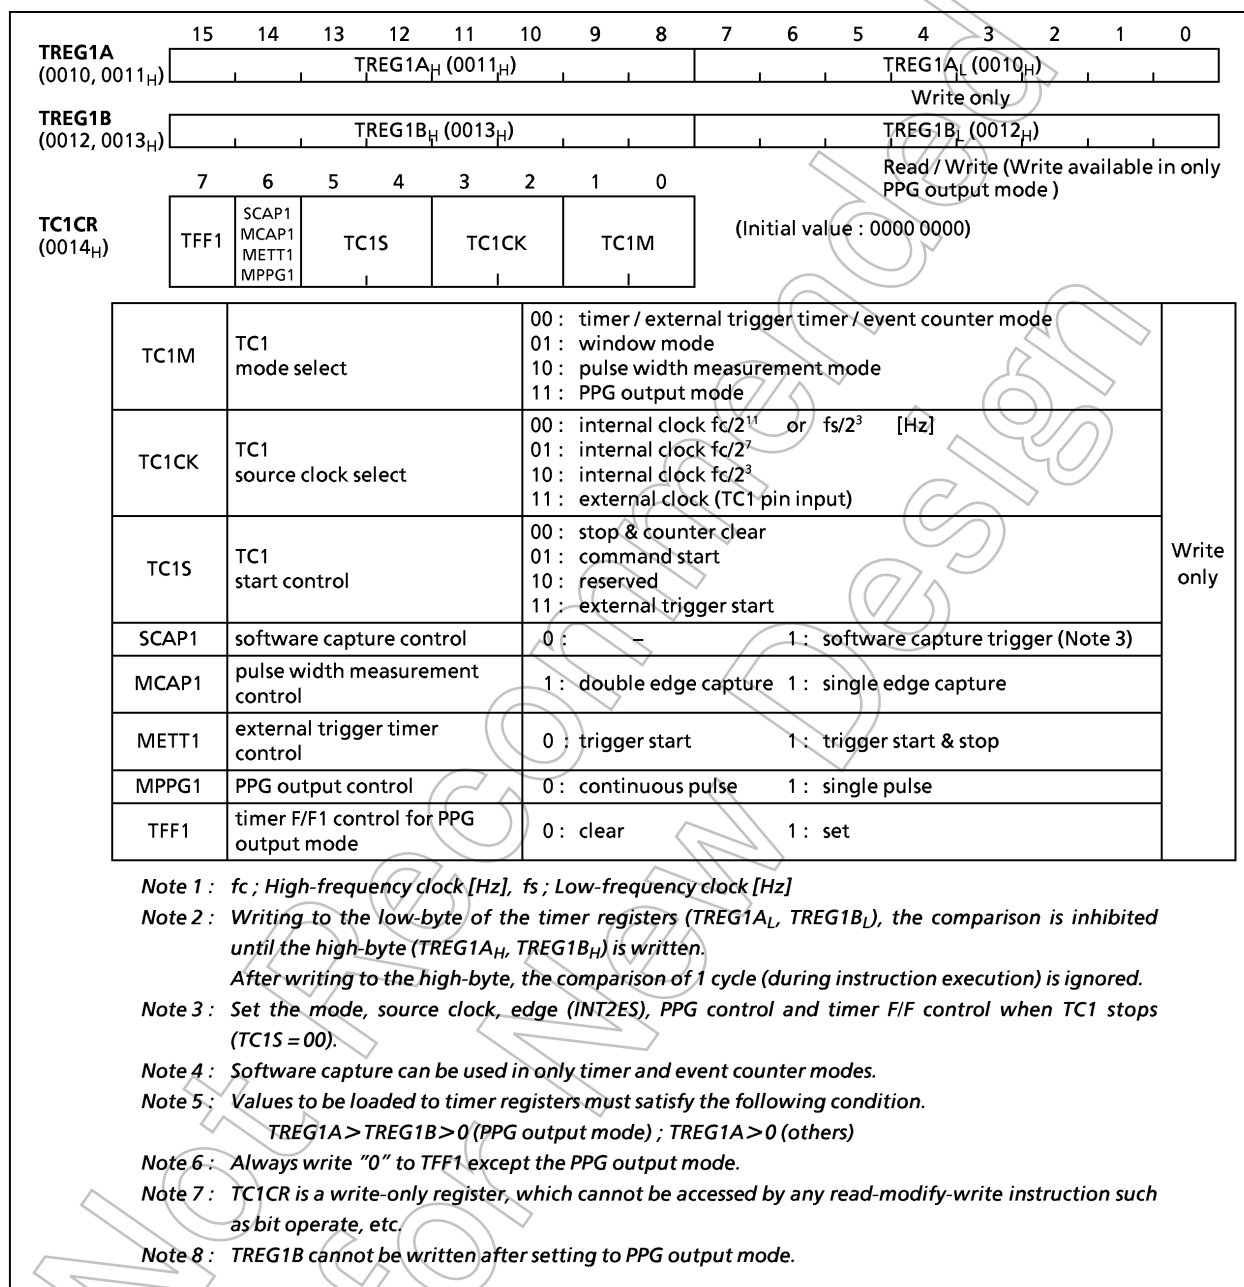 15 14 13 12 11 10 9 8 7 6 5 4 3 2 1 0
TREG1A
(0010, 0011H)
TREG1AH (0011H) TREG1AL (0010H)
Write only
TREG1B
(0012, 0013H)
TREG1BH (0013H) TREG1BL (0012H)
Read / Write (Write available in only
PPG output mode )
7 6 5 4 3 2 1 0
TC1CR
(0014H)
TFF1
SCAP1
MCAP1
METT1
MPPG1
TC1S TC1CK TC1M
(Initial value : 0000 0000)
TC1M
TC1
mode select
00 : timer / external trigger timer / event counter mode
01 : window mode
10 : pulse width measurement mode
11 : PPG output mode
TC1CK
TC1
source clock select
00 : internal clock fc/2¹¹ or fs/2³ [Hz]
01 : internal clock fc/2⁷
10 : internal clock fc/2³
11 : external clock (TC1 pin input)
TC1S
TC1
start control
00 : stop & counter clear
01 : command start
10 : reserved
11 : external trigger start
SCAP1 software capture control 0 : – 1 : software capture trigger (Note 3)
MCAP1
pulse width measurement
control
1 : double edge capture 1 : single edge capture
METT1
external trigger timer
control
0 : trigger start 1 : trigger start & stop
MPPG1 PPG output control 0 : continuous pulse 1 : single pulse
TFF1
timer F/F1 control for PPG
output mode
0 : clear 1 : set
Write
only
Note 1 : fc ; High-frequency clock [Hz], fs ; Low-frequency clock [Hz]
Note 2 : Writing to the low-byte of the timer registers (TREG1AL, TREG1BL), the comparison is inhibited
until the high-byte (TREG1AH, TREG1BH) is written.
After writing to the high-byte, the comparison of 1 cycle (during instruction execution) is ignored.
Note 3 : Set the mode, source clock, edge (INT2ES), PPG control and timer F/F control when TC1 stops
(TC1S = 00).
Note 4 : Software capture can be used in only timer and event counter modes.
Note 5 : Values to be loaded to timer registers must satisfy the following condition.
TREG1A > TREG1B > 0 (PPG output mode) ; TREG1A > 0 (others)
Note 6 : Always write "0" to TFF1 except the PPG output mode.
Note 7 : TC1CR is a write-only register, which cannot be accessed by any read-modify-write instruction such
as bit operate, etc.
Note 8 : TREG1B cannot be written after setting to PPG output mode.
Not Recommended
for New Design